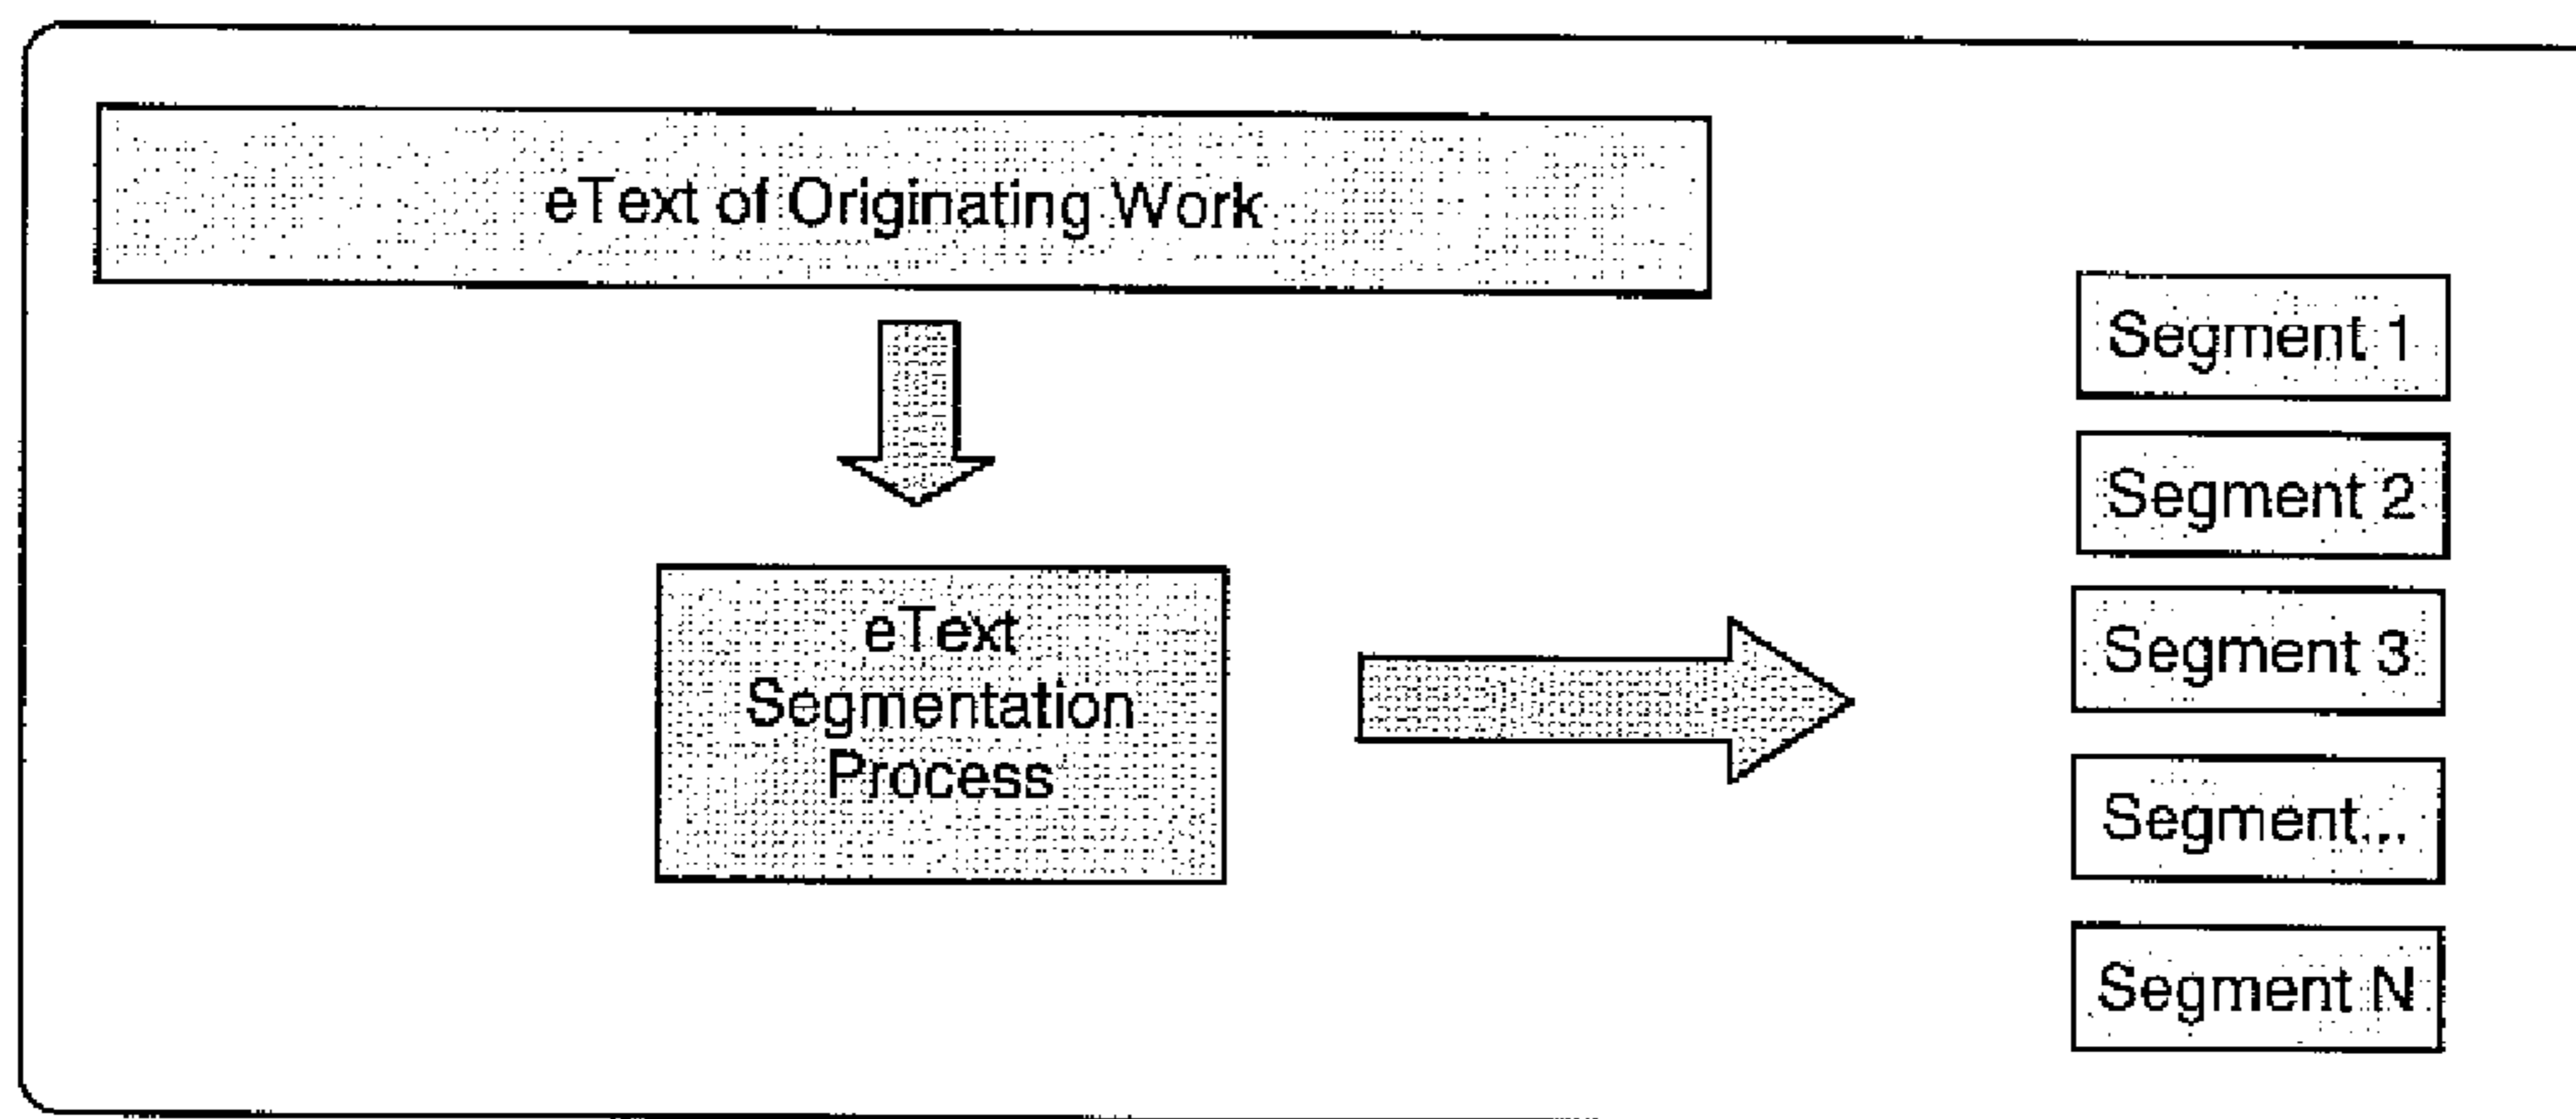 eText of Originating Work
eText
Segmentation
Process
Segment 1
Segment 2
Segment 3
Segment...
Segment N